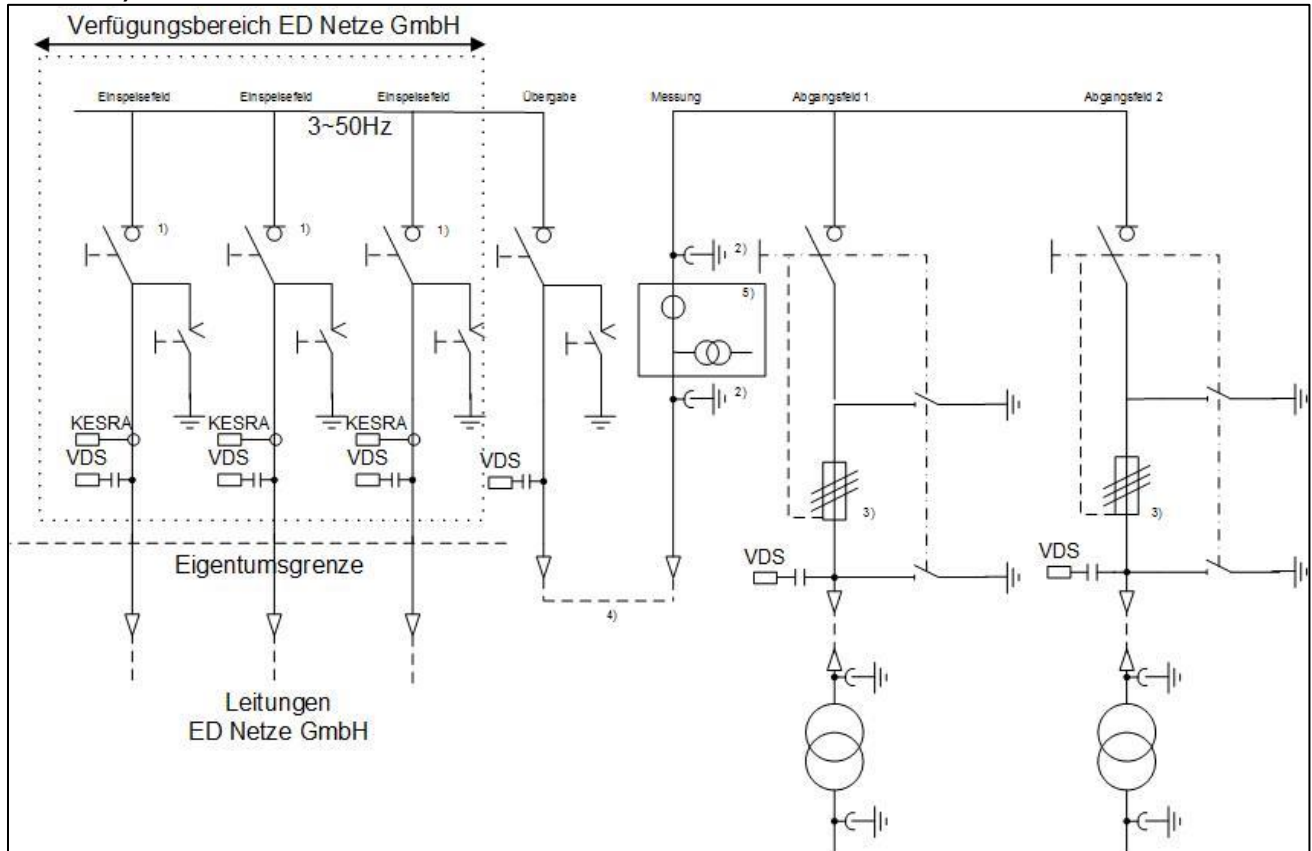 Verfügungsbereich ED Netze GmbH
Einspeisefeld
Einspeisefeld
Einspeisefeld
Übergabe
Messung
Abgangsfeld 1
Abgangsfeld 2
3~50Hz
1)
1)
1)
2)
5)
2)
KESRA
KESRA
KESRA
VDS
VDS
VDS
VDS
3)
3)
VDS
VDS
Eigentumsgrenze
4)
Leitungen
ED Netze GmbH